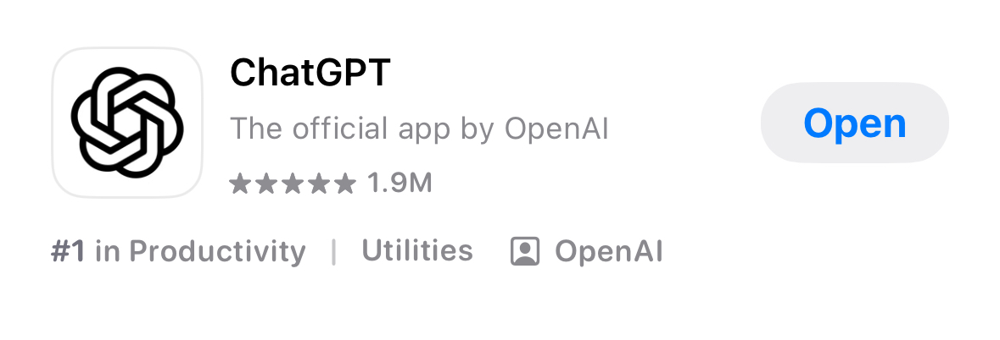 ChatGPT
The official app by OpenAI
Open
★★★★★ 1.9M
#1 in Productivity | Utilities OpenAI